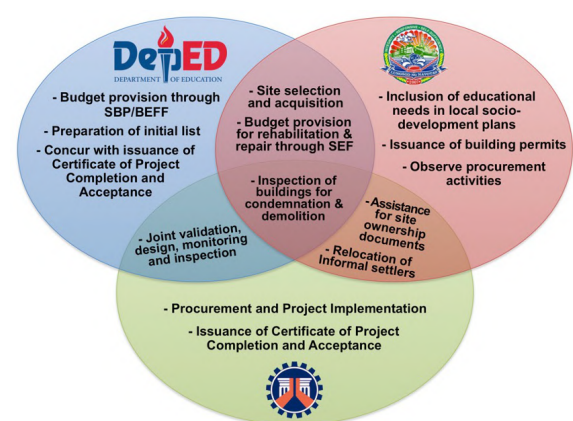 DepED
DEPARTMENT OF EDUCATION
- Budget provision through
SBP/BEFF
- Preparation of initial list
- Concur with issuance of
Certificate of Project
Completion and
Acceptance
- Site selection
and acquisition
- Budget provision
for rehabilitation &
repair through SEF
- Inspection of
buildings for
condemnation &
demolition
- Inclusion of educational
needs in local socio-
development plans
- Issuance of building permits
- Observe procurement
activities
- Joint validation,
design, monitoring
and inspection
- Assistance
for site
ownership
documents
- Relocation of
Informal settlers
- Procurement and Project Implementation
- Issuance of Certificate of Project
Completion and Acceptance